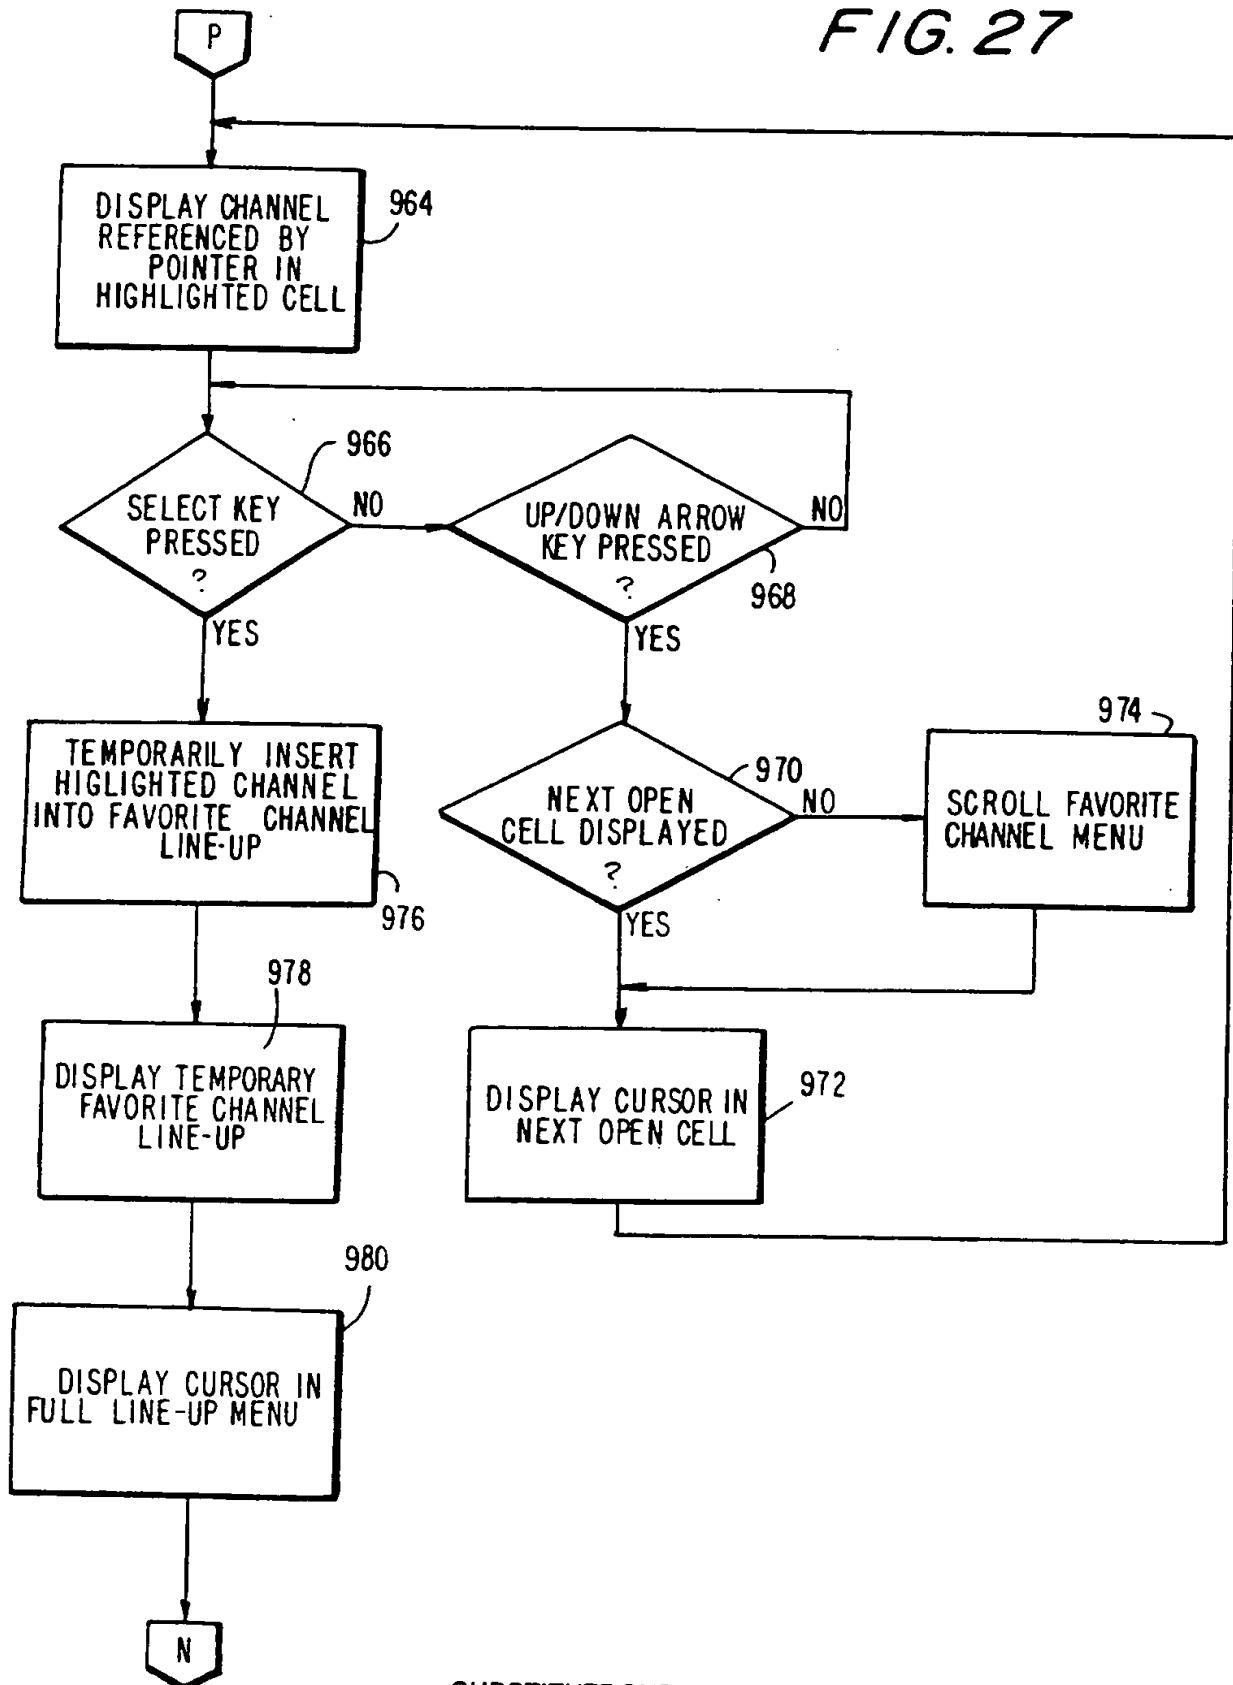 FIG. 27
P
DISPLAY CHANNEL
REFERENCED BY
POINTER IN
HIGHLIGHTED CELL
964
966
SELECT KEY
PRESSED
?
NO
YES
UP/DOWN ARROW
KEY PRESSED
?
NO
968
YES
TEMPORARILY INSERT
HIGLIGHTED CHANNEL
INTO FAVORITE CHANNEL
LINE-UP
976
970
NEXT OPEN
CELL DISPLAYED
?
NO
YES
974
SCROLL FAVORITE
CHANNEL MENU
978
DISPLAY TEMPORARY
FAVORITE CHANNEL
LINE-UP
DISPLAY CURSOR IN
NEXT OPEN CELL
972
980
DISPLAY CURSOR IN
FULL LINE-UP MENU
N